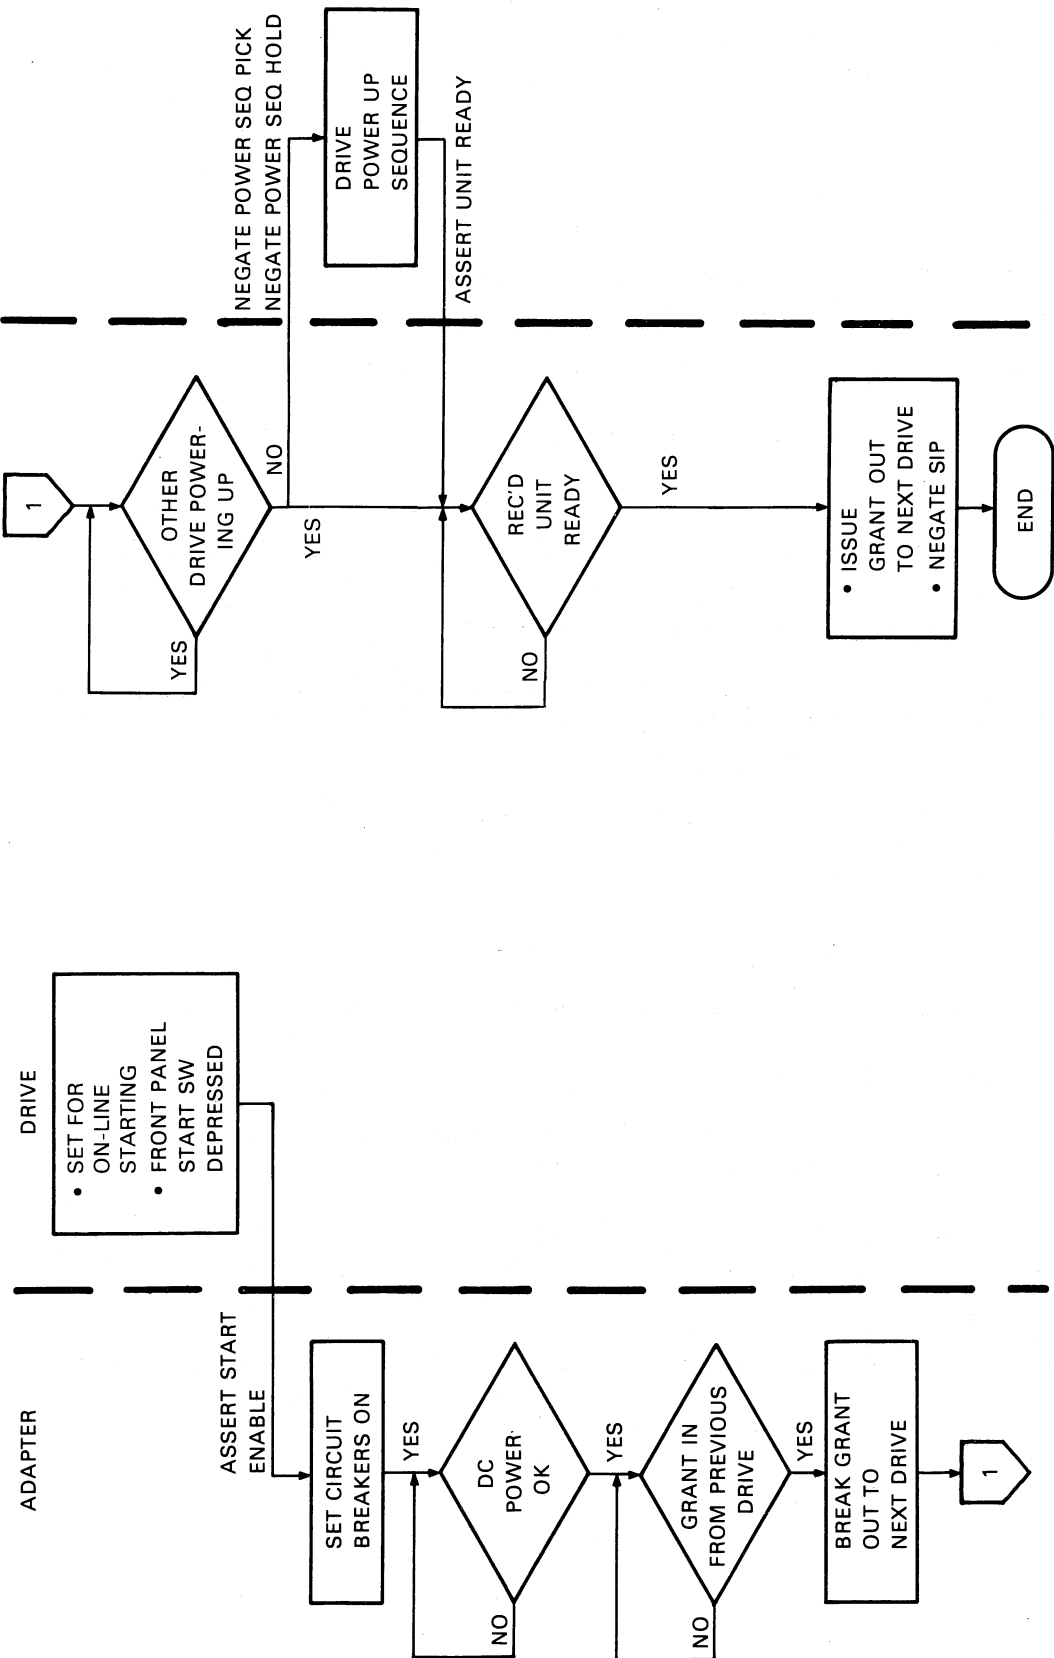 ADAPTER
DRIVE
• SET FOR
ON-LINE
STARTING
• FRONT PANEL
START SW
DEPRESSED
ASSERT START
ENABLE
SET CIRCUIT
BREAKERS ON
YES
DC
POWER
OK
NO
YES
GRANT IN
FROM PREVIOUS
DRIVE
NO
YES
BREAK GRANT
OUT TO
NEXT DRIVE
1
1
OTHER
DRIVE POWER-
ING UP
YES
NO
YES
NEGATE POWER SEQ PICK
NEGATE POWER SEQ HOLD
DRIVE
POWER UP
SEQUENCE
ASSERT UNIT READY
REC'D
UNIT
READY
NO
YES
• ISSUE
GRANT OUT
TO NEXT DRIVE
• NEGATE SIP
END